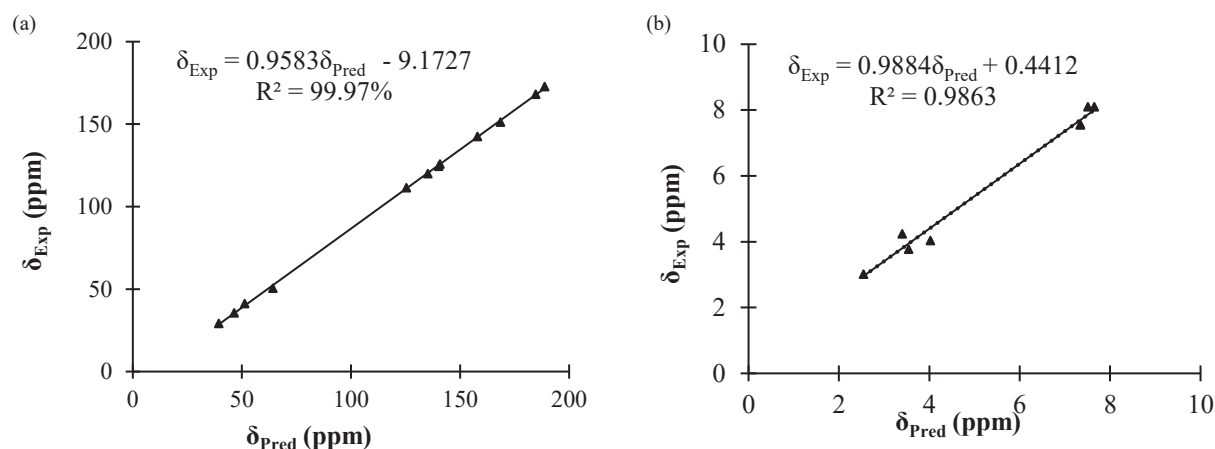 (a)
200
150
100
50
0
δExp (ppm)
δExp = 0.9583δPred - 9.1727
R² = 99.97%
0 50 100 150 200
δPred (ppm)
(b)
10
8
6
4
2
0
δExp (ppm)
δExp = 0.9884δPred + 0.4412
R² = 0.9863
0 2 4 6 8 10
δPred (ppm)